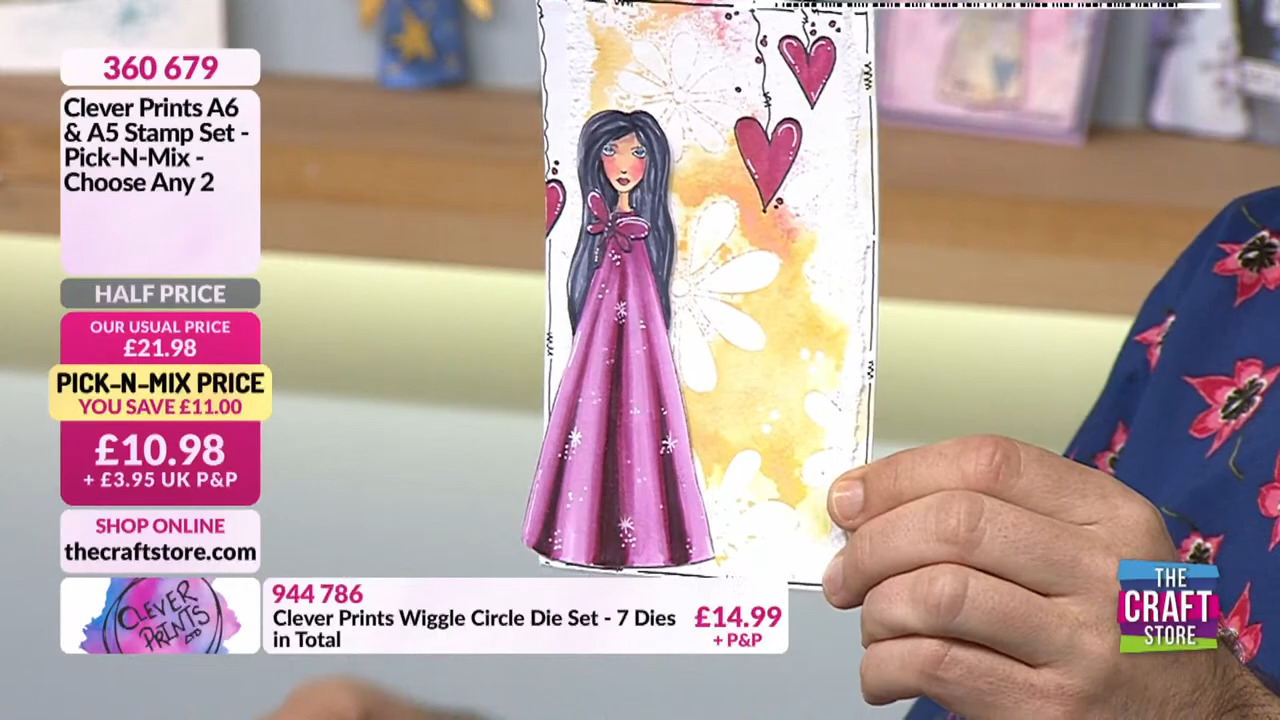 360 679
Clever Prints A6
& A5 Stamp Set -
Pick-N-Mix -
Choose Any 2
HALF PRICE
OUR USUAL PRICE
£21.98
PICK-N-MIX PRICE
YOU SAVE £11.00
£10.98
+ £3.95 UK P&P
SHOP ONLINE
thecraftstore.com
CLEVER
PRINTS LTD
944 786
Clever Prints Wiggle Circle Die Set - 7 Dies
in Total
£14.99
+ P&P
THE
CRAFT
STORE